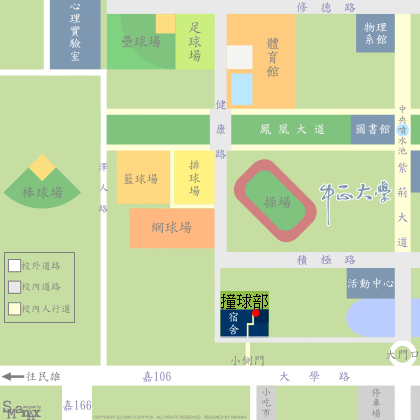 修德路
心理實驗室
壘球場
足球場
體育館
物理系館
健康路
鳳凰大道
圖書館
中央噴水池
紫荊大道
澤人路
棒球場
籃球場
排球場
網球場
操場
中正大學
積極路
校外道路
校內道路
校內人行道
撞球部
宿舍
活動中心
小側門
大門口
往民雄
嘉106
大學路
嘉166
小吃市
停車場